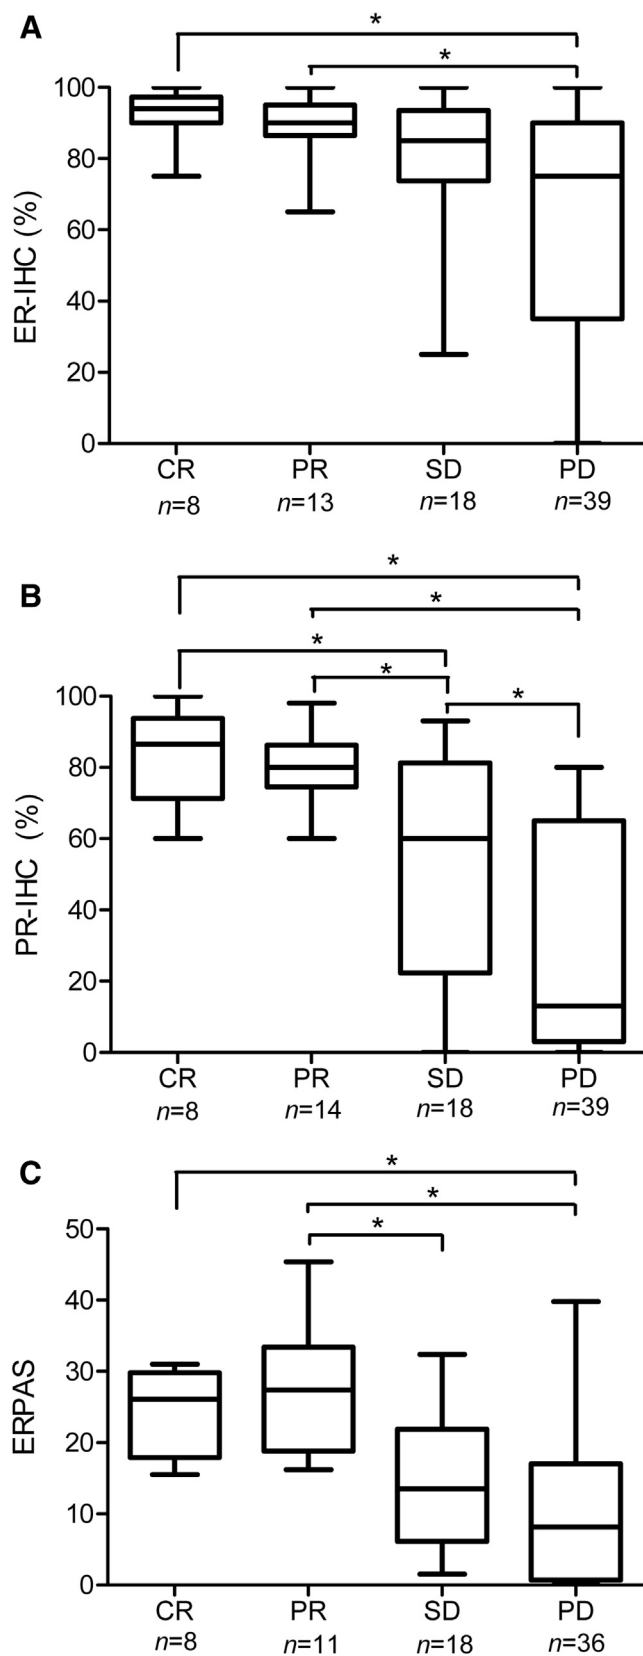 A
*
*
100
80
60
40
20
0
ER-IHC (%)
CR PR SD PD
n=8 n=13 n=18 n=39
B
*
*
*
*
*
100
80
60
40
20
0
PR-IHC (%)
CR PR SD PD
n=8 n=14 n=18 n=39
C
*
*
*
50
40
30
20
10
0
ERPAS
CR PR SD PD
n=8 n=11 n=18 n=36